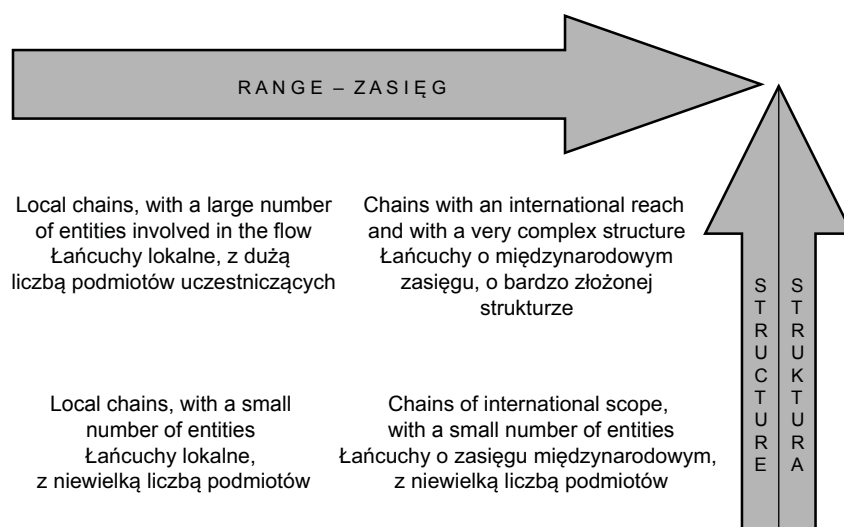 RANGE – ZASIĘG
Local chains, with a large number
of entities involved in the flow
Łańcuchy lokalne, z dużą
liczbą podmiotów uczestniczących
Chains with an international reach
and with a very complex structure
Łańcuchy o międzynarodowym
zasięgu, o bardzo złożonej
strukturze
Local chains, with a small
number of entities
Łańcuchy lokalne,
z niewielką liczbą podmiotów
Chains of international scope,
with a small number of entities
Łańcuchy o zasięgu międzynarodowym,
z niewielką liczbą podmiotów
STRUCTURE
STRUKTURA